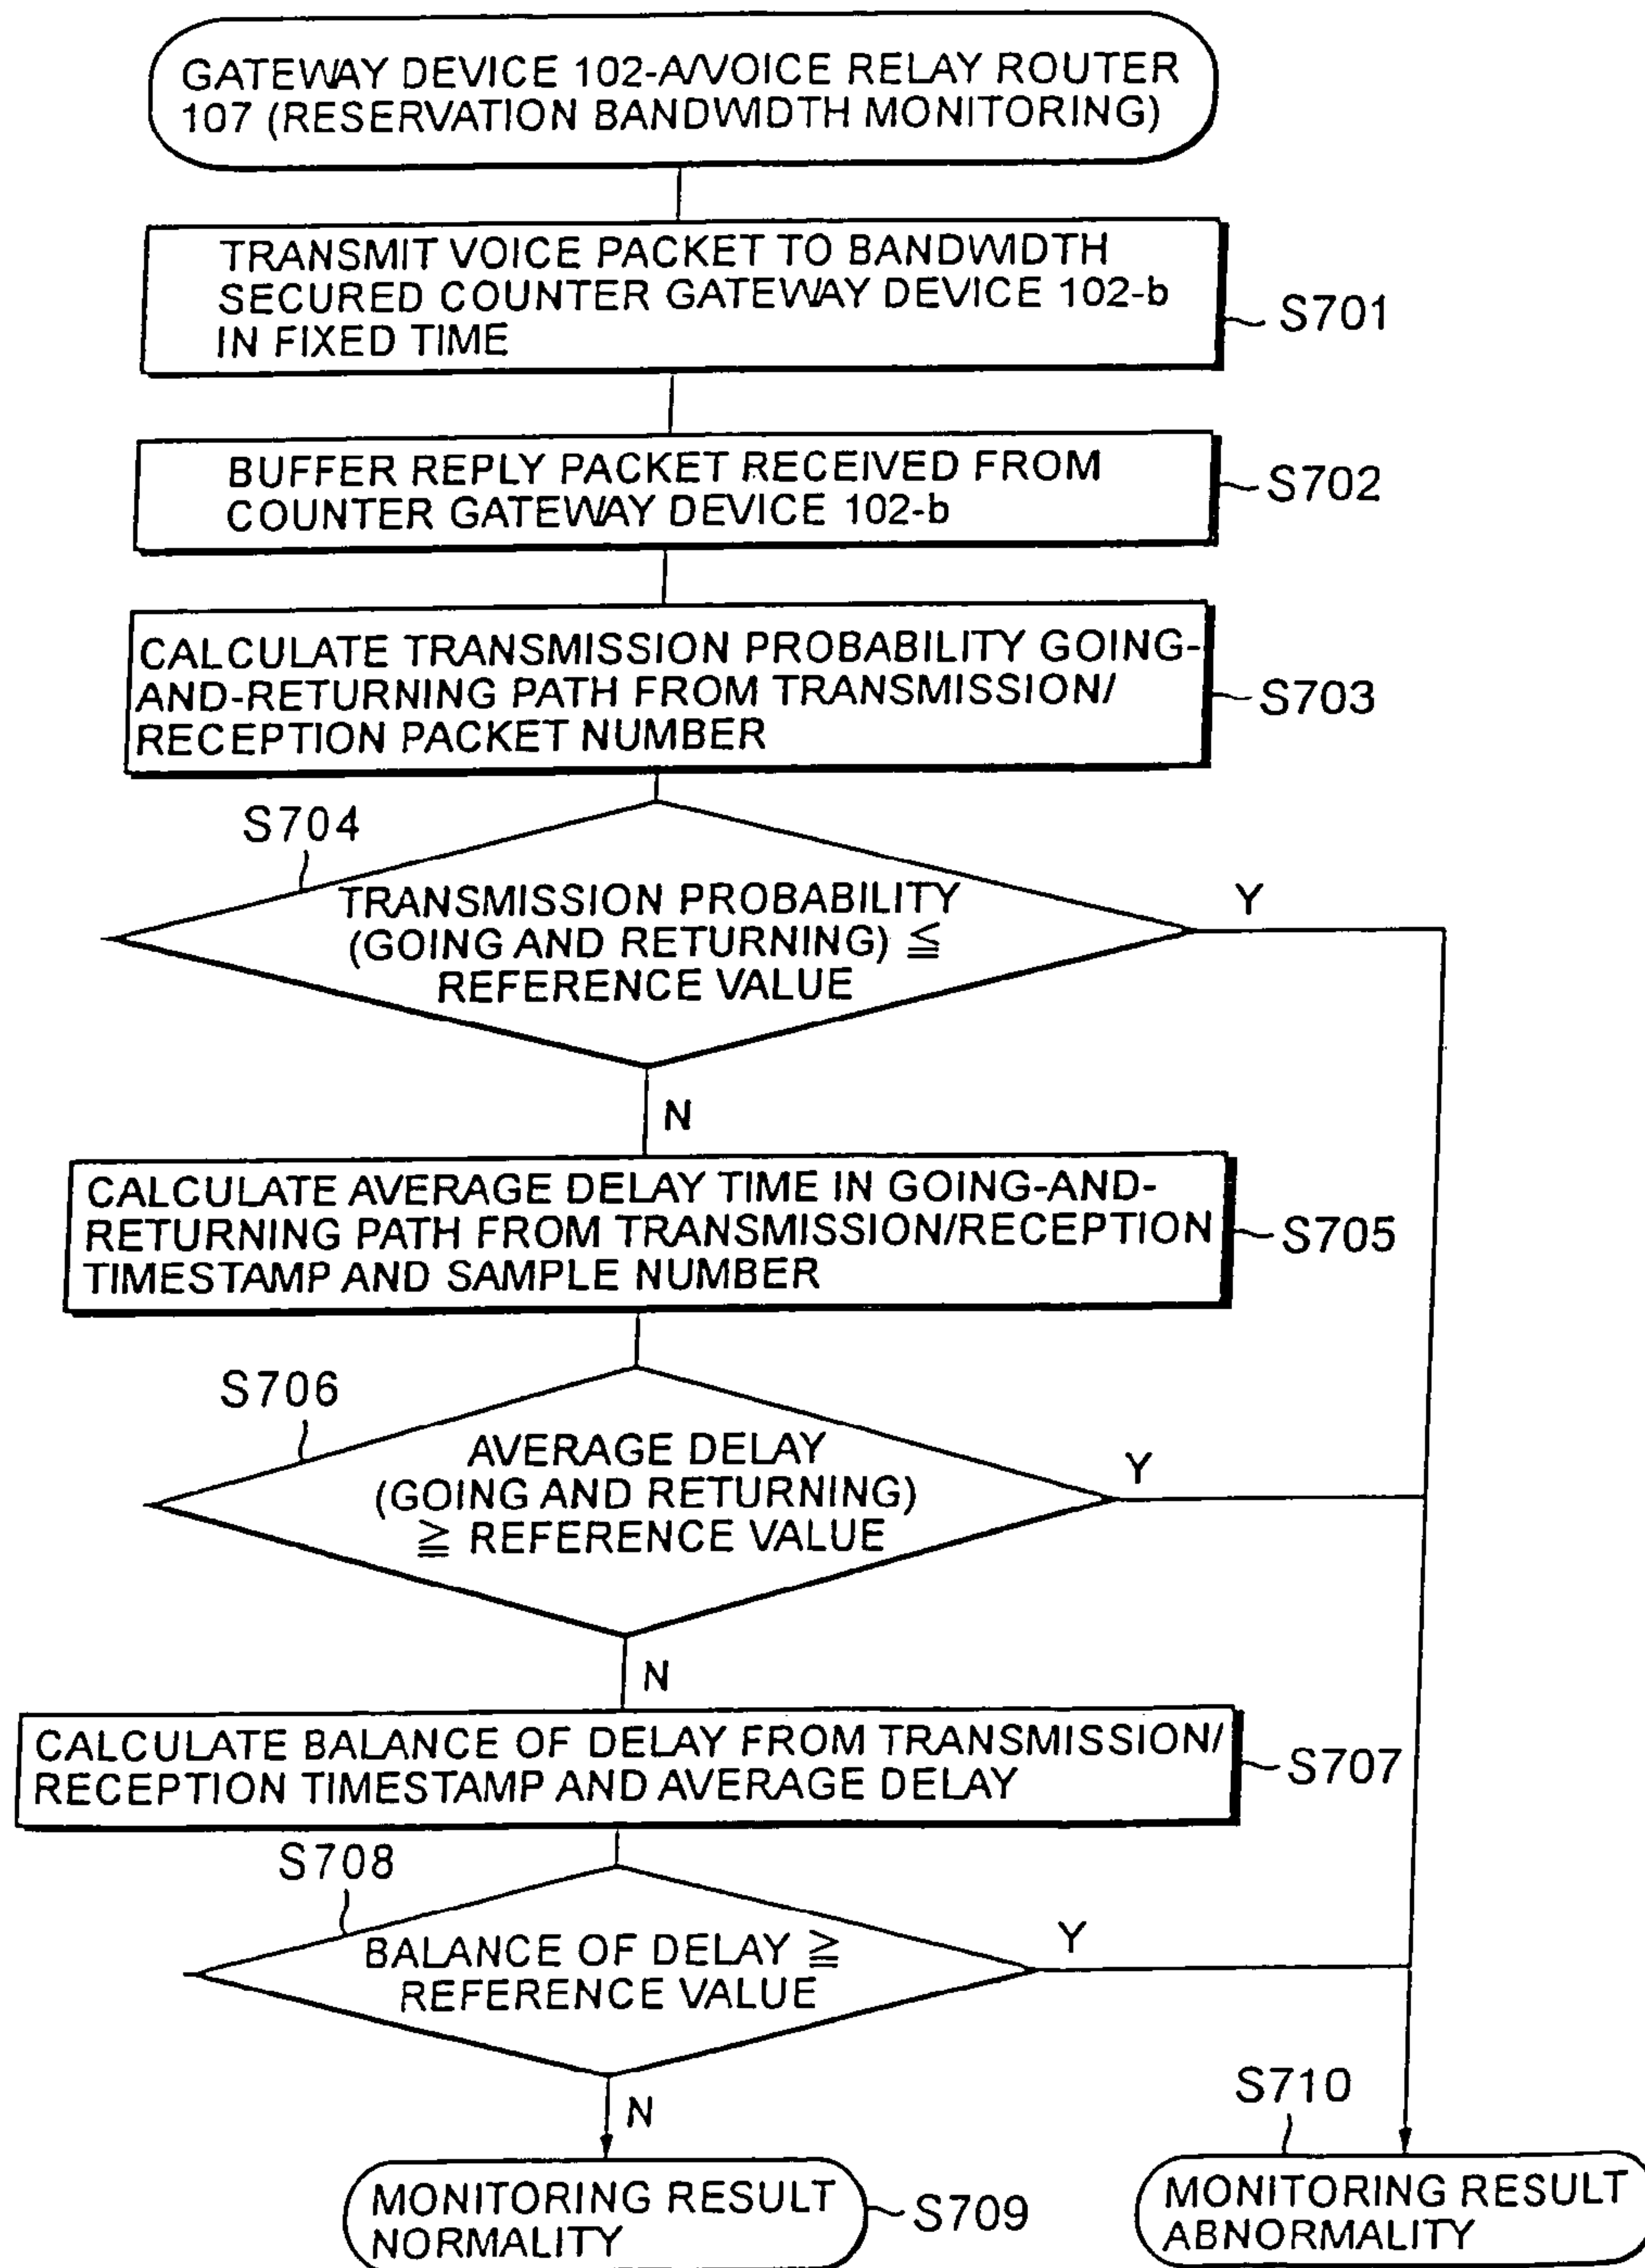 GATEWAY DEVICE 102-A/VOICE RELAY ROUTER
107 (RESERVATION BANDWIDTH MONITORING)
TRANSMIT VOICE PACKET TO BANDWIDTH
SECURED COUNTER GATEWAY DEVICE 102-b
IN FIXED TIME
S701
BUFFER REPLY PACKET RECEIVED FROM
COUNTER GATEWAY DEVICE 102-b
S702
CALCULATE TRANSMISSION PROBABILITY GOING-
AND-RETURNING PATH FROM TRANSMISSION/
RECEPTION PACKET NUMBER
S703
S704
TRANSMISSION PROBABILITY
(GOING AND RETURNING) ≦
REFERENCE VALUE
Y
N
CALCULATE AVERAGE DELAY TIME IN GOING-AND-
RETURNING PATH FROM TRANSMISSION/RECEPTION
TIMESTAMP AND SAMPLE NUMBER
S705
S706
AVERAGE DELAY
(GOING AND RETURNING)
≧ REFERENCE VALUE
Y
N
CALCULATE BALANCE OF DELAY FROM TRANSMISSION/
RECEPTION TIMESTAMP AND AVERAGE DELAY
S707
S708
BALANCE OF DELAY ≧
REFERENCE VALUE
Y
N
MONITORING RESULT
NORMALITY
S709
S710
MONITORING RESULT
ABNORMALITY